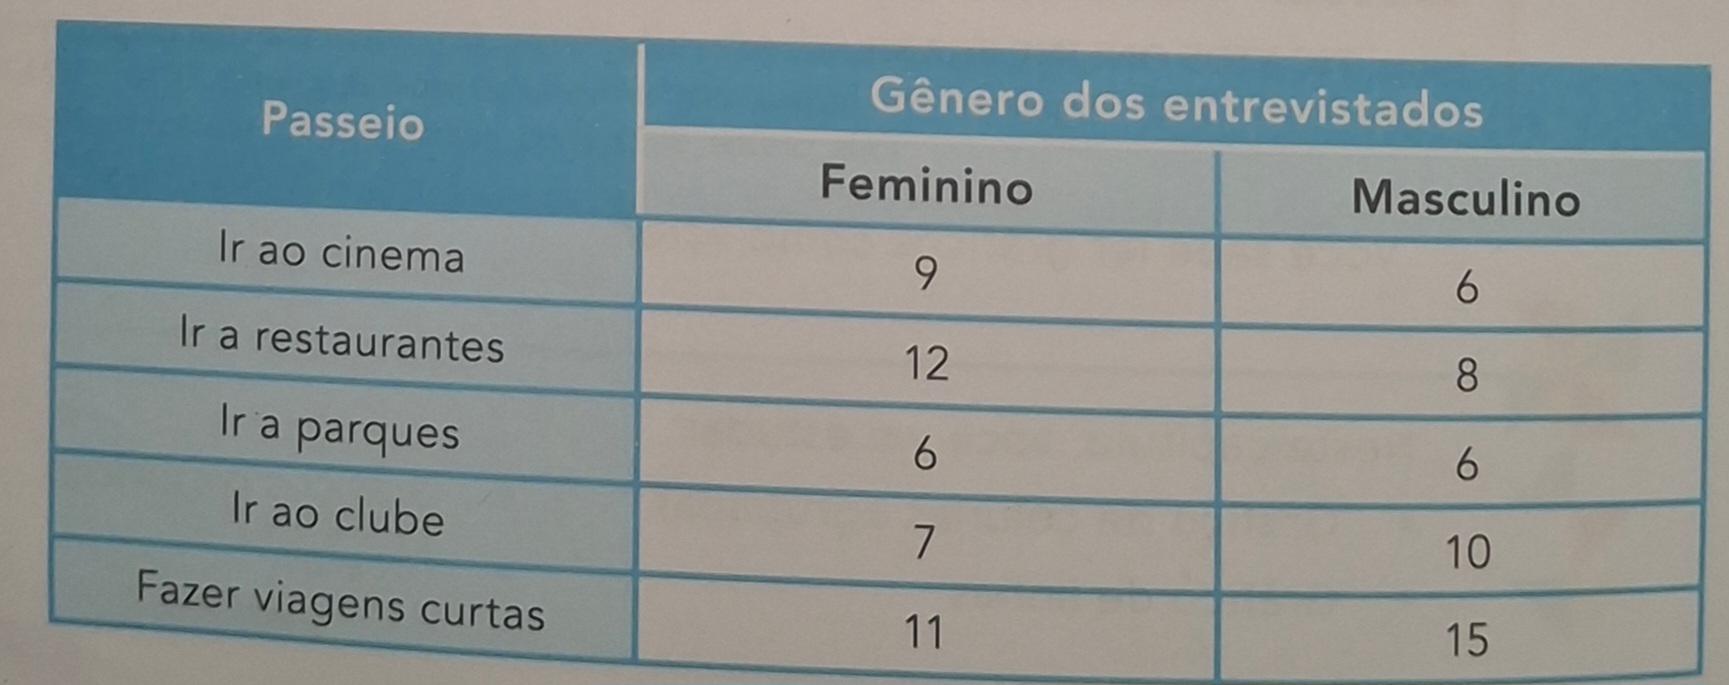 Passeio
Gênero dos entrevistados
Feminino
Masculino
Ir ao cinema
9
6
Ir a restaurantes
12
8
Ir a parques
6
6
Ir ao clube
7
10
Fazer viagens curtas
11
15